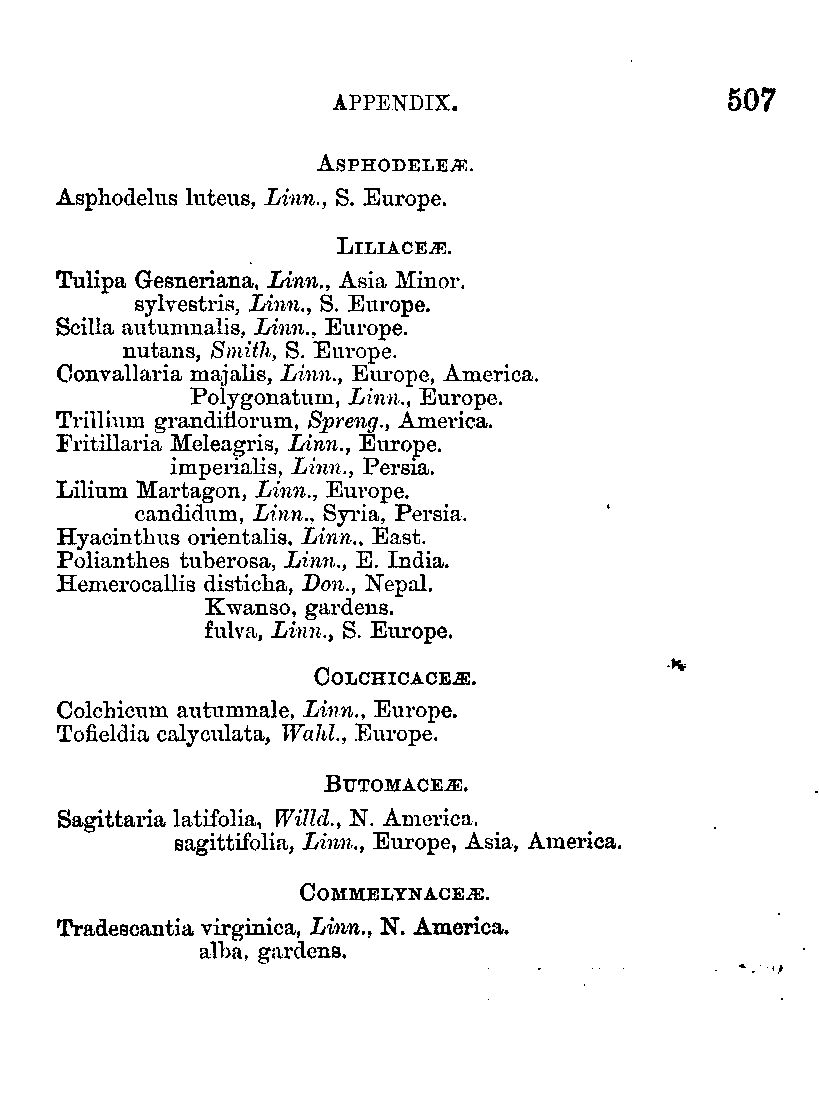 APPENDIX. 507
ASPHODELEÆ.
Asphodelus luteus, Linn., S. Europe.
LILIACEÆ.
Tulipa Gesneriana, Linn., Asia Minor.
sylvestris, Linn., S. Europe.
Scilla autumnalis, Linn., Europe.
nutans, Smith, S. Europe.
Convallaria majalis, Linn., Europe, America.
Polygonatum, Linn., Europe.
Trillium grandiflorum, Spreng., America.
Fritillaria Meleagris, Linn., Europe.
imperialis, Linn., Persia.
Lilium Martagon, Linn., Europe.
candidum, Linn., Syria, Persia.
Hyacinthus orientalis, Linn., East.
Polianthes tuberosa, Linn., E. India.
Hemerocallis disticha, Don., Nepal.
Kwanso, gardens.
fulva, Linn., S. Europe.
COLCHICACEÆ.
Colchicum autumnale, Linn., Europe.
Tofieldia calyculata, Wahl., Europe.
BUTOMACEÆ.
Sagittaria latifolia, Willd., N. America.
sagittifolia, Linn., Europe, Asia, America.
COMMELYNACEÆ.
Tradescantia virginica, Linn., N. America.
alba, gardens.